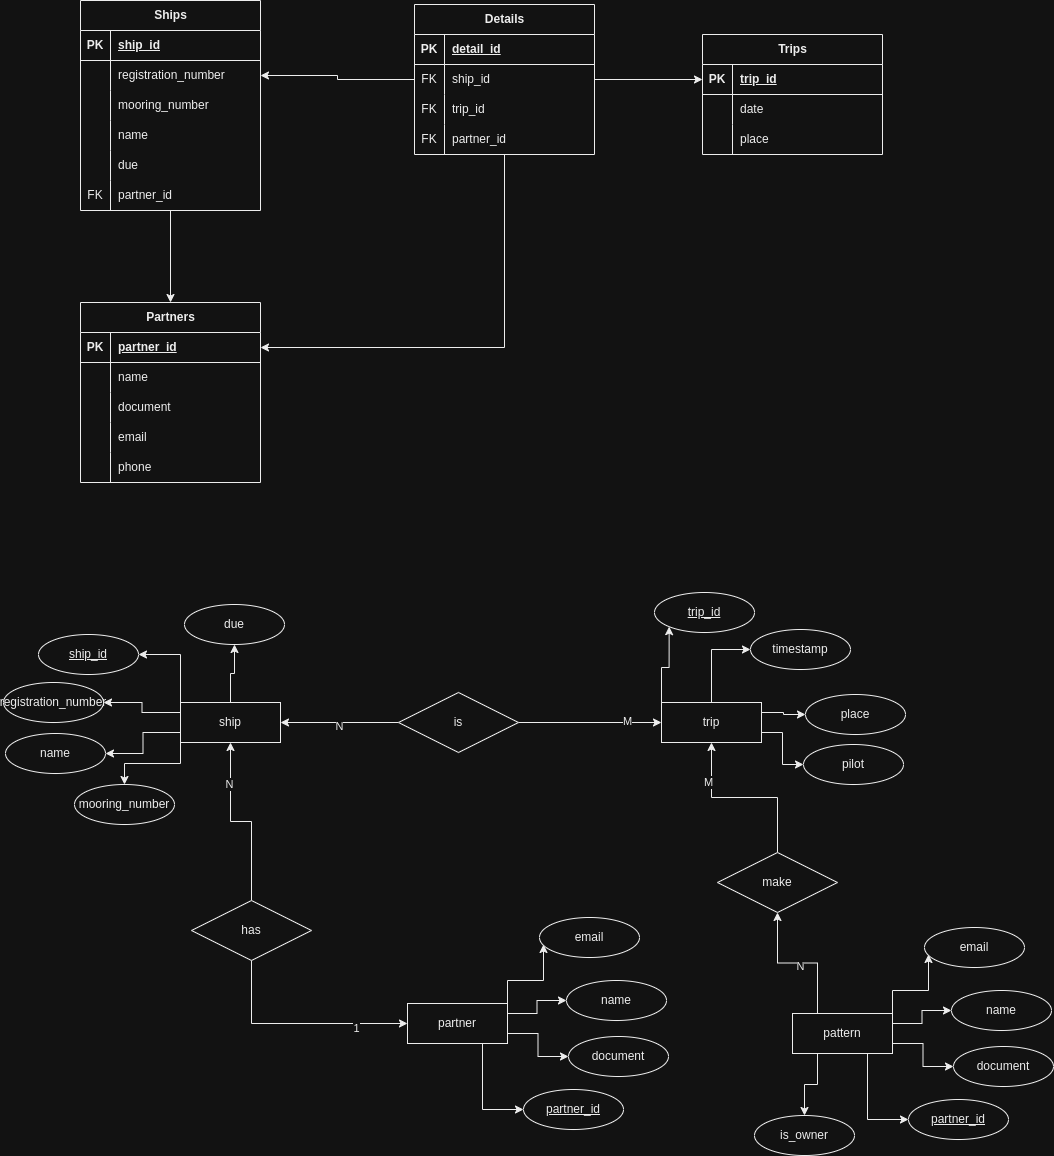 Ships
PK ship_id
registration_number
mooring_number
name
due
FK partner_id
Details
PK detail_id
FK ship_id
FK trip_id
FK partner_id
Trips
PK trip_id
date
place
Partners
PK partner_id
name
document
email
phone
due
ship_id
registration_number
name
mooring_number
ship
N
is
M
trip_id
timestamp
trip
place
pilot
N
M
has
make
1
N
partner
email
name
document
partner_id
pattern
email
name
document
partner_id
is_owner